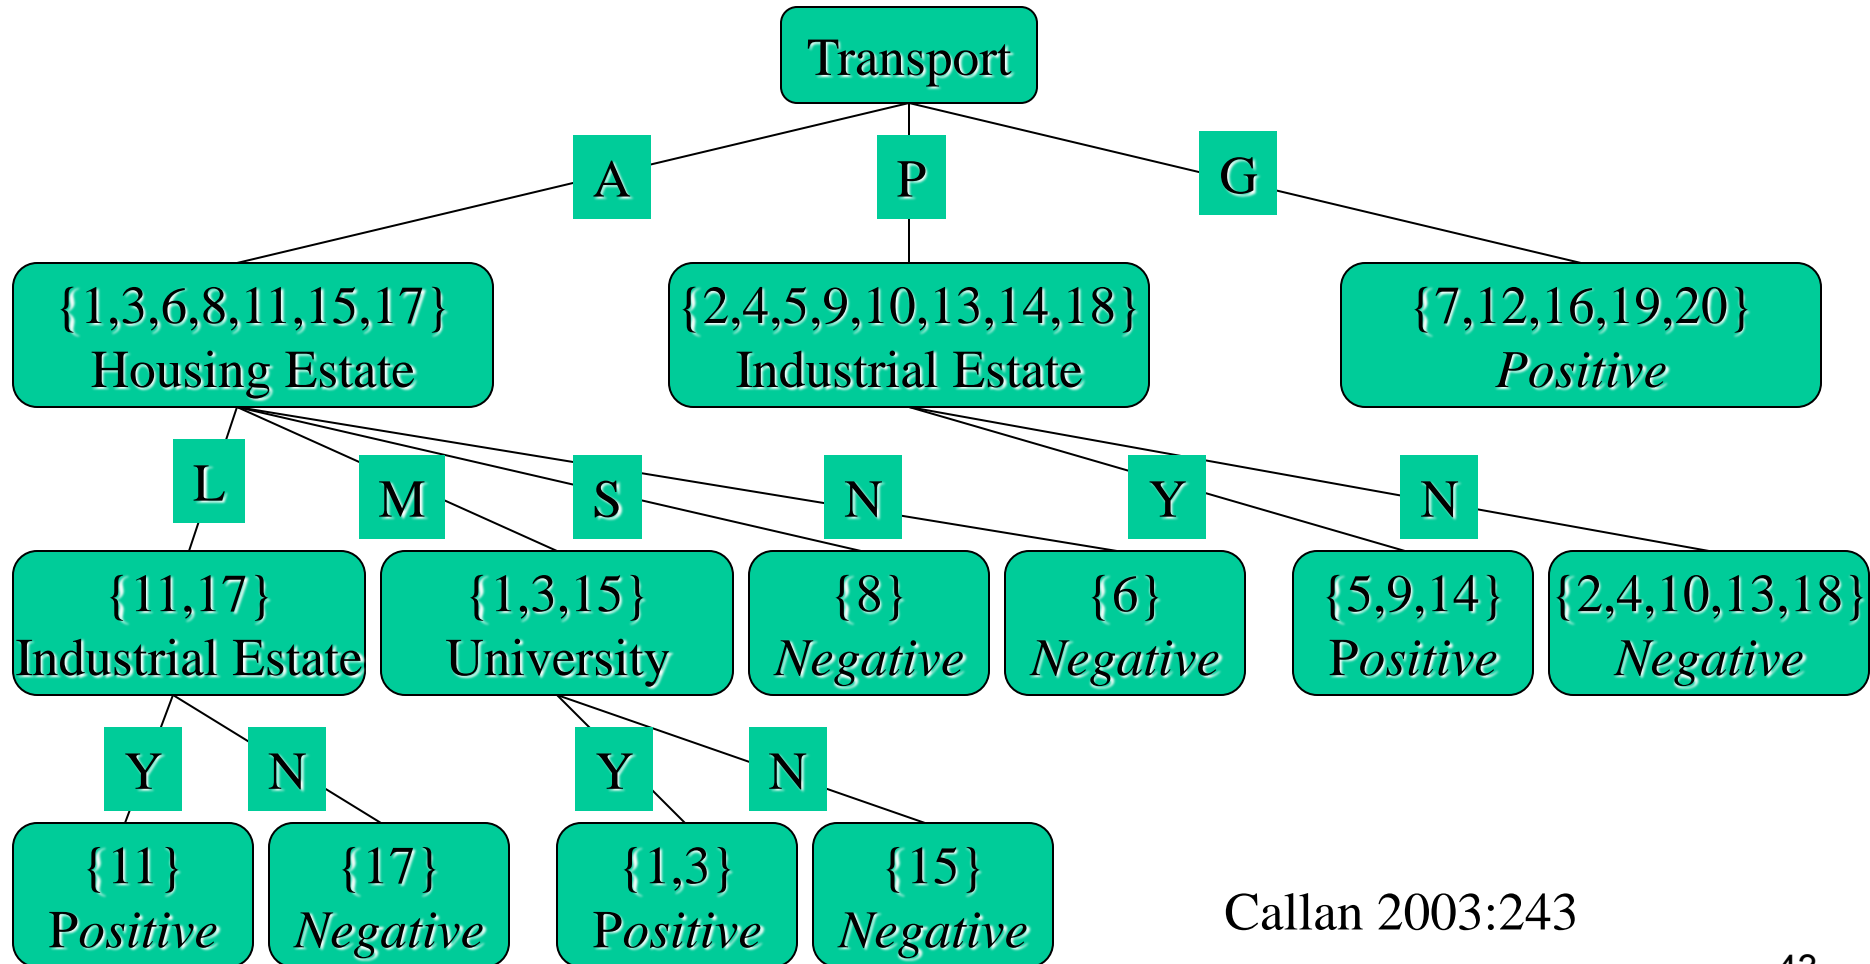 Transport
A
P
G
{1,3,6,8,11,15,17}
Housing Estate
{2,4,5,9,10,13,14,18}
Industrial Estate
{7,12,16,19,20}
Positive
L
M
S
N
Y
N
{11,17}
Industrial Estate
{1,3,15}
University
{8}
Negative
{6}
Negative
{5,9,14}
Positive
{2,4,10,13,18}
Negative
Y
N
Y
N
{11}
Positive
{17}
Negative
{1,3}
Positive
{15}
Negative
Callan 2003:243